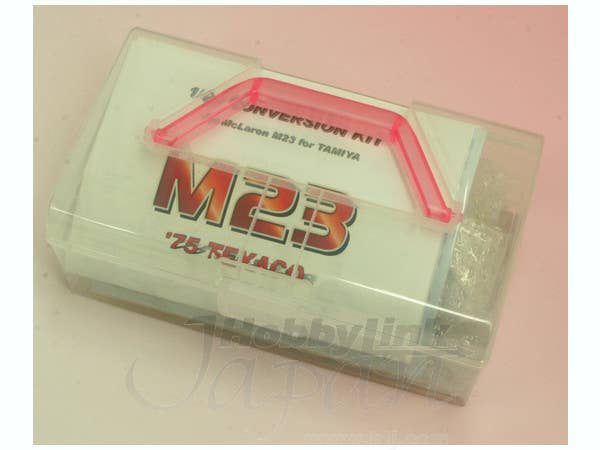 CONVERSION KIT
McLaren M23 for TAMIYA
M23
'75 TEXACO
HobbyLink
Japan